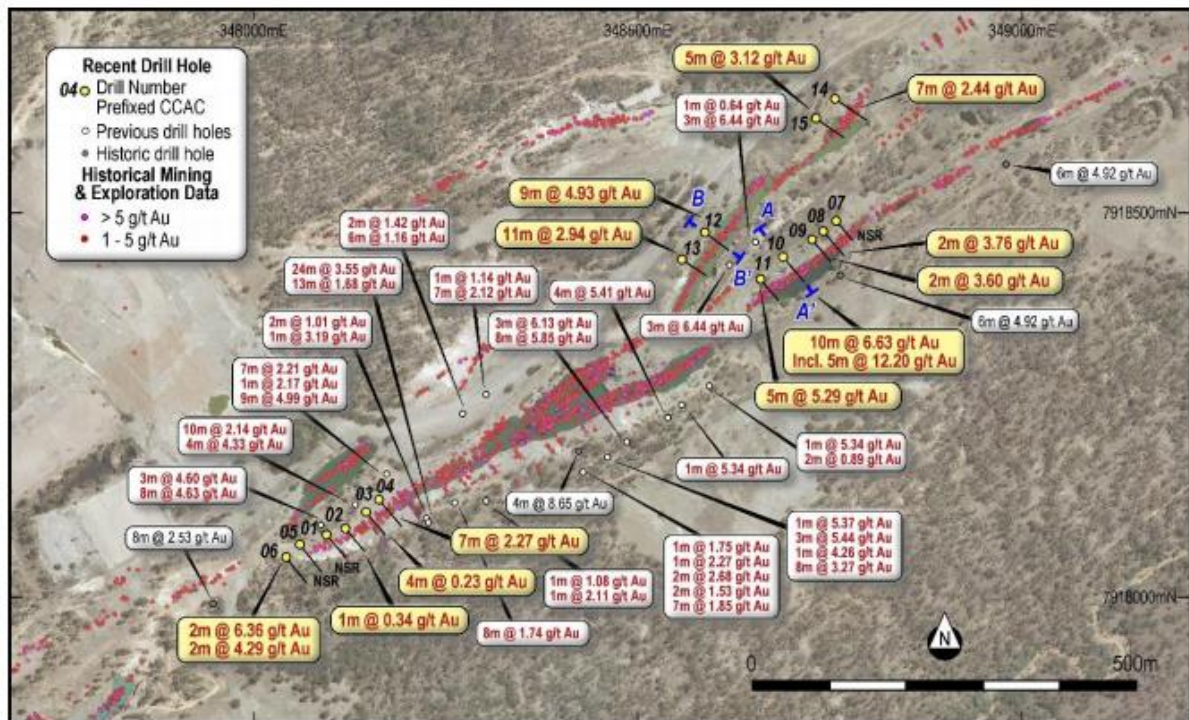 348000mE
348500mE
349000mE
Recent Drill Hole
04 Drill Number
Prefixed CCAC
Previous drill holes
Historic drill hole
Historical Mining
& Exploration Data
> 5 g/t Au
1 - 5 g/t Au
5m @ 3.12 g/t Au
14
7m @ 2.44 g/t Au
1m @ 0.64 g/t Au
3m @ 6.44 g/t Au
15
6m @ 4.92 g/t Au
9m @ 4.93 g/t Au
B
12
A
07
08
09
NSR
7918500mN
2m @ 1.42 g/t Au
6m @ 1.16 g/t Au
11m @ 2.94 g/t Au
13
B'
10
11
A'
2m @ 3.76 g/t Au
24m @ 3.55 g/t Au
13m @ 1.68 g/t Au
1m @ 1.14 g/t Au
7m @ 2.12 g/t Au
4m @ 5.41 g/t Au
2m @ 3.60 g/t Au
2m @ 1.01 g/t Au
1m @ 3.19 g/t Au
3m @ 6.13 g/t Au
8m @ 5.85 g/t Au
3m @ 6.44 g/t Au
6m @ 4.92 g/t Au
10m @ 6.63 g/t Au
Incl. 5m @ 12.20 g/t Au
7m @ 2.21 g/t Au
1m @ 2.17 g/t Au
9m @ 4.99 g/t Au
5m @ 5.29 g/t Au
10m @ 2.14 g/t Au
4m @ 4.33 g/t Au
1m @ 5.34 g/t Au
2m @ 0.89 g/t Au
3m @ 4.60 g/t Au
8m @ 4.63 g/t Au
1m @ 5.34 g/t Au
04
03
02
01
05
06
4m @ 8.65 g/t Au
8m @ 2.53 g/t Au
7m @ 2.27 g/t Au
1m @ 5.37 g/t Au
3m @ 5.44 g/t Au
1m @ 4.26 g/t Au
8m @ 3.27 g/t Au
NSR
NSR
4m @ 0.23 g/t Au
1m @ 1.08 g/t Au
1m @ 2.11 g/t Au
1m @ 1.75 g/t Au
1m @ 2.27 g/t Au
2m @ 2.68 g/t Au
2m @ 1.53 g/t Au
7m @ 1.85 g/t Au
7918000mN
2m @ 6.36 g/t Au
2m @ 4.29 g/t Au
1m @ 0.34 g/t Au
8m @ 1.74 g/t Au
N
0
500m